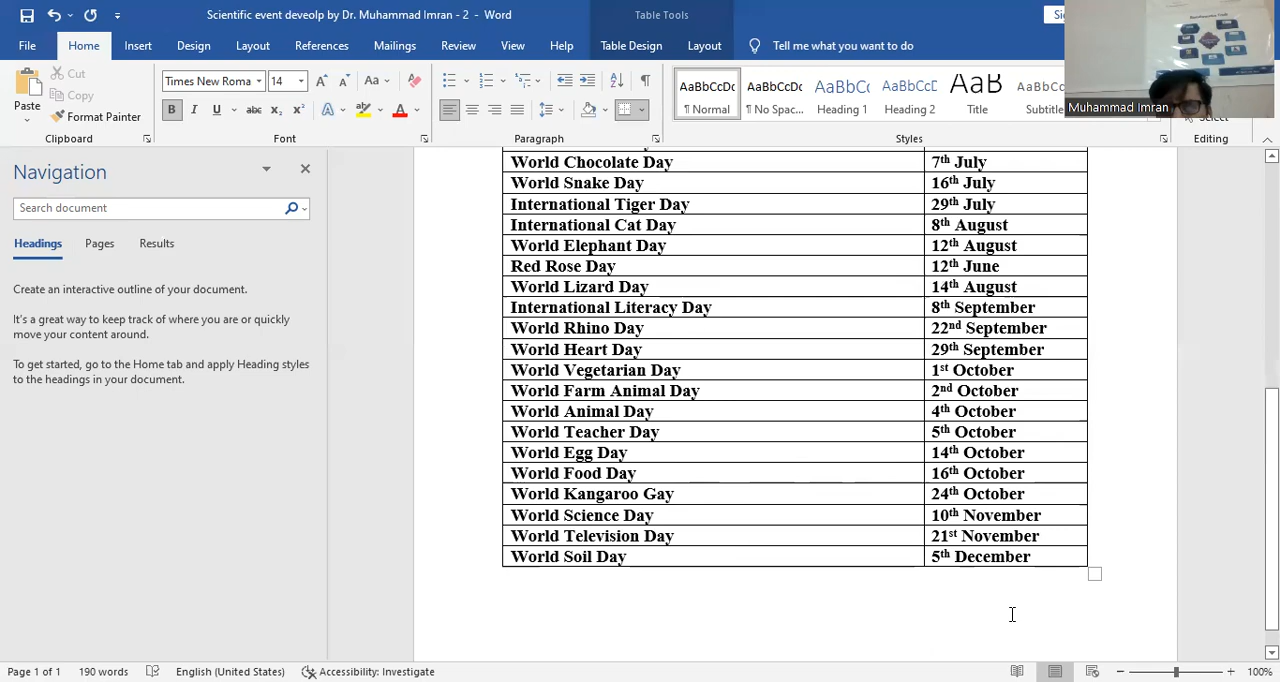 Scientific event deveolp by Dr. Muhammad Imran - 2 - Word
Table Tools
File Home Insert Design Layout References Mailings Review View Help Table Design Layout Tell me what you want to do
Muhammad Imran
Paste
Cut
Copy
Format Painter
Clipboard
Times New Roma 14
Font
Paragraph
AaBbCcDc AaBbCcDc AaBbC( AaBbCcD AaB AaBbCcD
¶ Normal ¶ No Spac... Heading 1 Heading 2 Title Subtitle
Styles
Select
Editing
Navigation
Search document
Headings Pages Results
Create an interactive outline of your document.
It's a great way to keep track of where you are or quickly
move your content around.
To get started, go to the Home tab and apply Heading styles
to the headings in your document.
World Chocolate Day 7th July
World Snake Day 16th July
International Tiger Day 29th July
International Cat Day 8th August
World Elephant Day 12th August
Red Rose Day 12th June
World Lizard Day 14th August
International Literacy Day 8th September
World Rhino Day 22nd September
World Heart Day 29th September
World Vegetarian Day 1st October
World Farm Animal Day 2nd October
World Animal Day 4th October
World Teacher Day 5th October
World Egg Day 14th October
World Food Day 16th October
World Kangaroo Gay 24th October
World Science Day 10th November
World Television Day 21st November
World Soil Day 5th December
Page 1 of 1 190 words English (United States) Accessibility: Investigate 100%